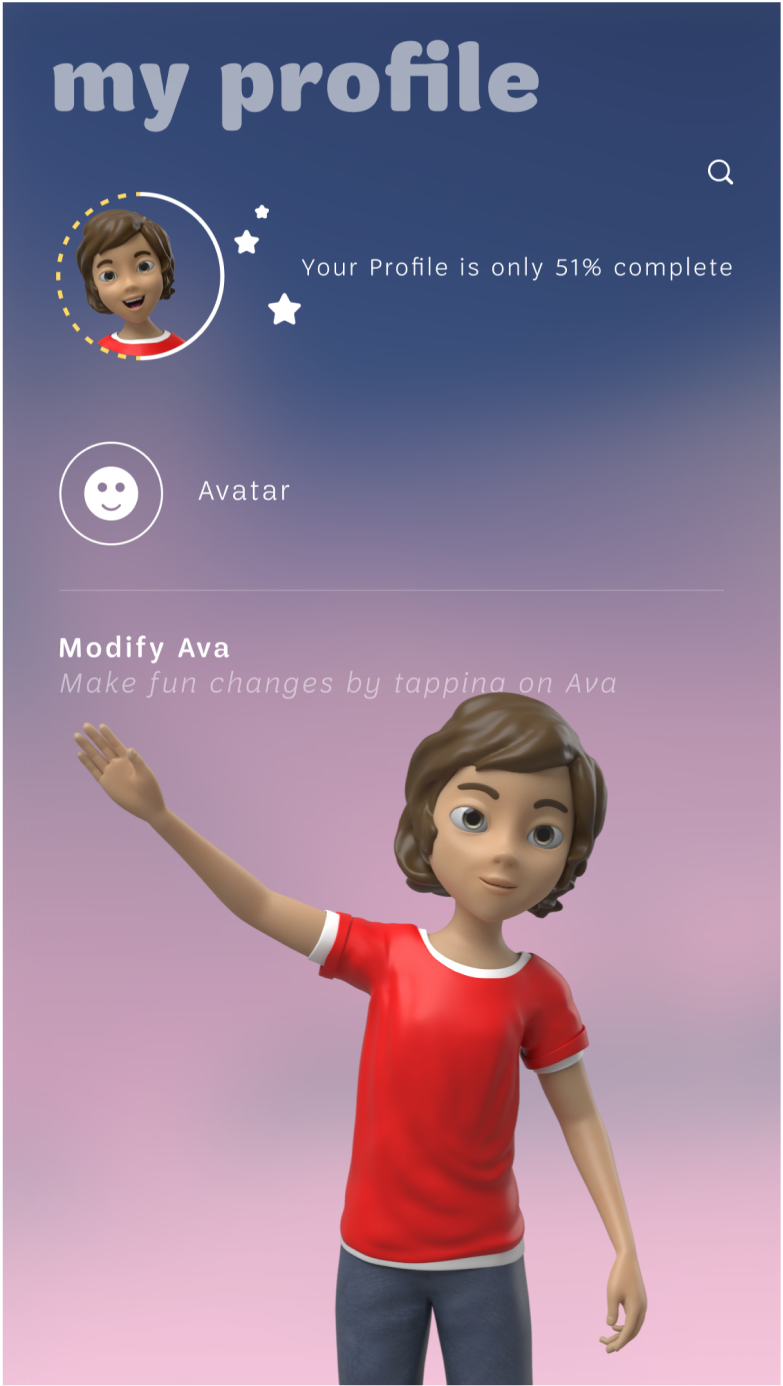 my profile
Your Profile is only 51% complete
Avatar
Modify Ava
Make fun changes by tapping on Ava